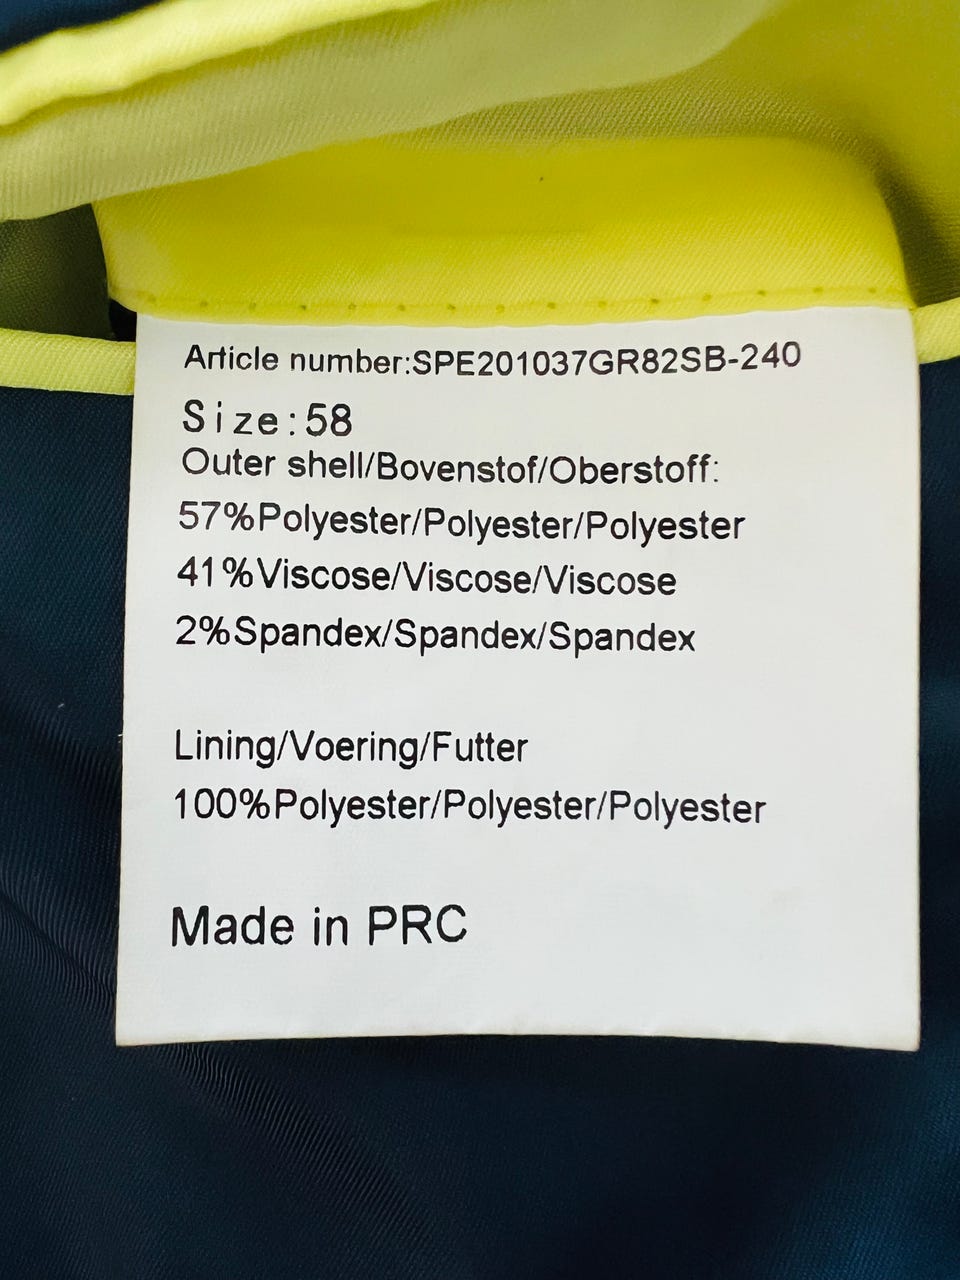 Article number:SPE201037GR82SB-240
Size:58
Outer shell/Bovenstof/Oberstoff:
57%Polyester/Polyester/Polyester
41%Viscose/Viscose/Viscose
2%Spandex/Spandex/Spandex
Lining/Voering/Futter
100%Polyester/Polyester/Polyester
Made in PRC